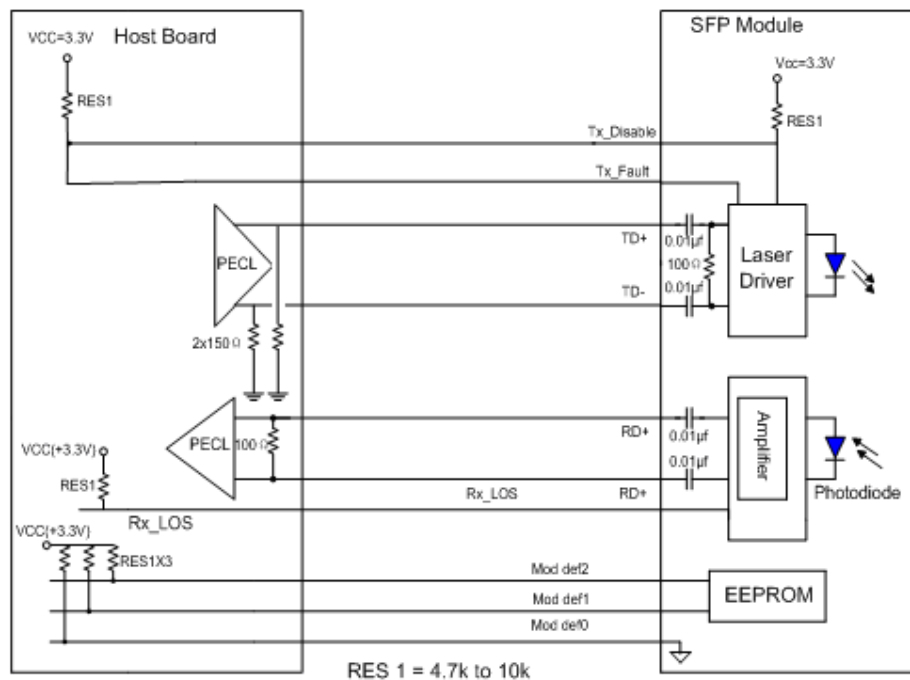 Host Board
SFP Module
VCC=3.3V
RES1
Vcc=3.3V
RES1
Tx_Disable
Tx_Fault
PECL
TD+
0.01µf
100Ω
0.01µf
TD-
Laser
Driver
2x150Ω
PECL
100Ω
RD+
0.01µf
0.01µf
RD+
Amplifier
Photodiode
VCC(+3.3V)
RES1
Rx_LOS
Rx_LOS
VCC(+3.3V)
RES1X3
Mod def2
Mod def1
Mod def0
EEPROM
RES 1 = 4.7k to 10k